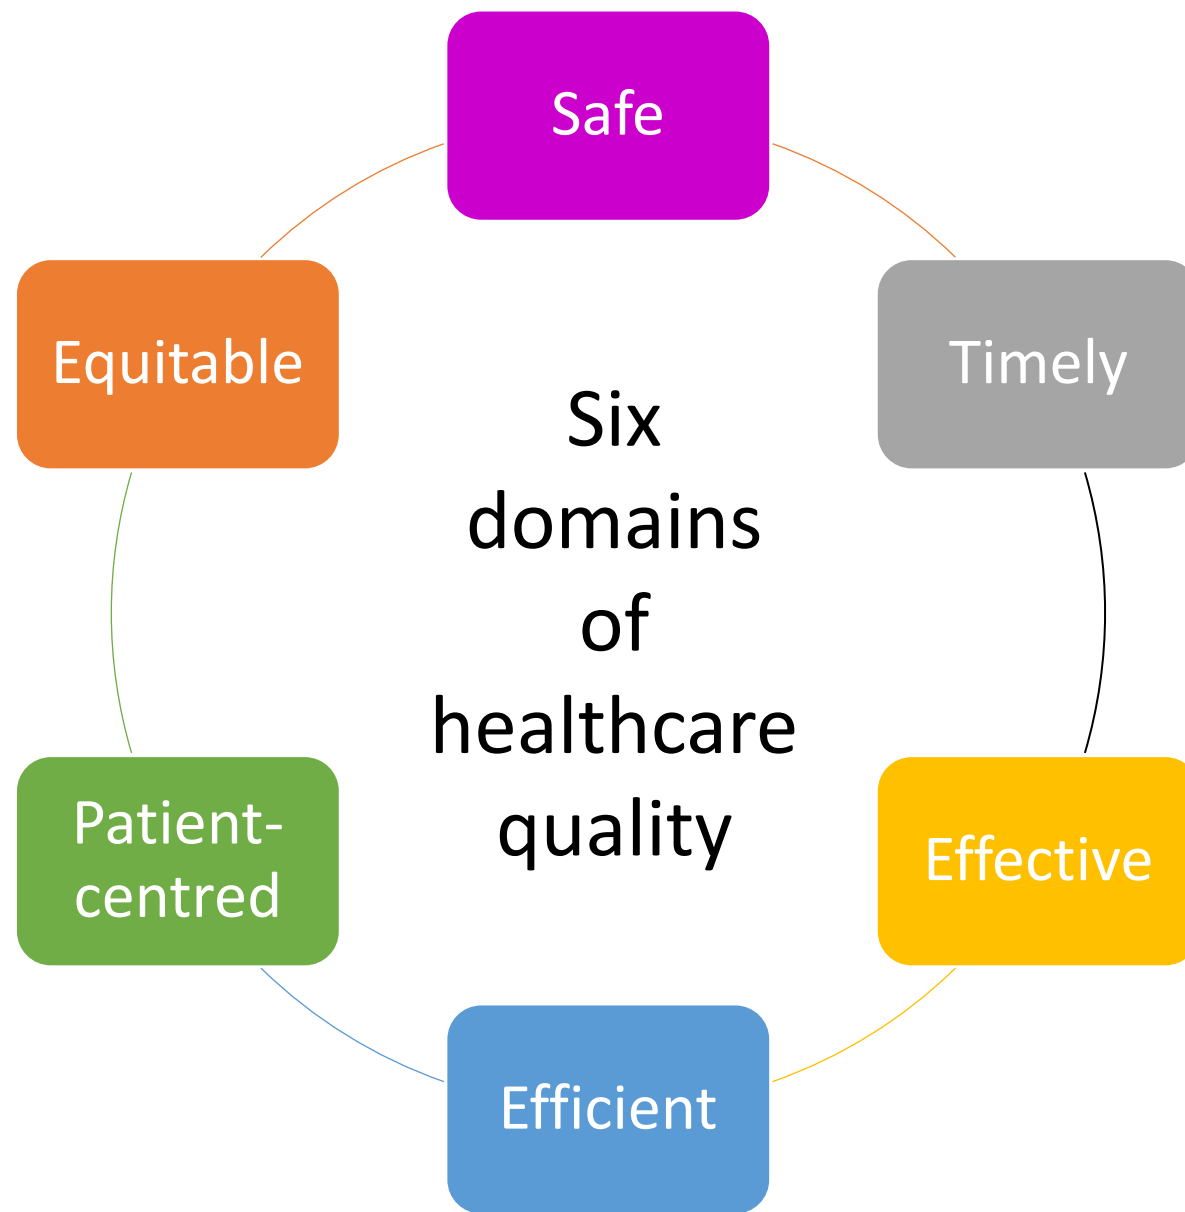 Safe
Timely
Effective
Efficient
Patient-
centred
Equitable
Six
domains
of
healthcare
quality